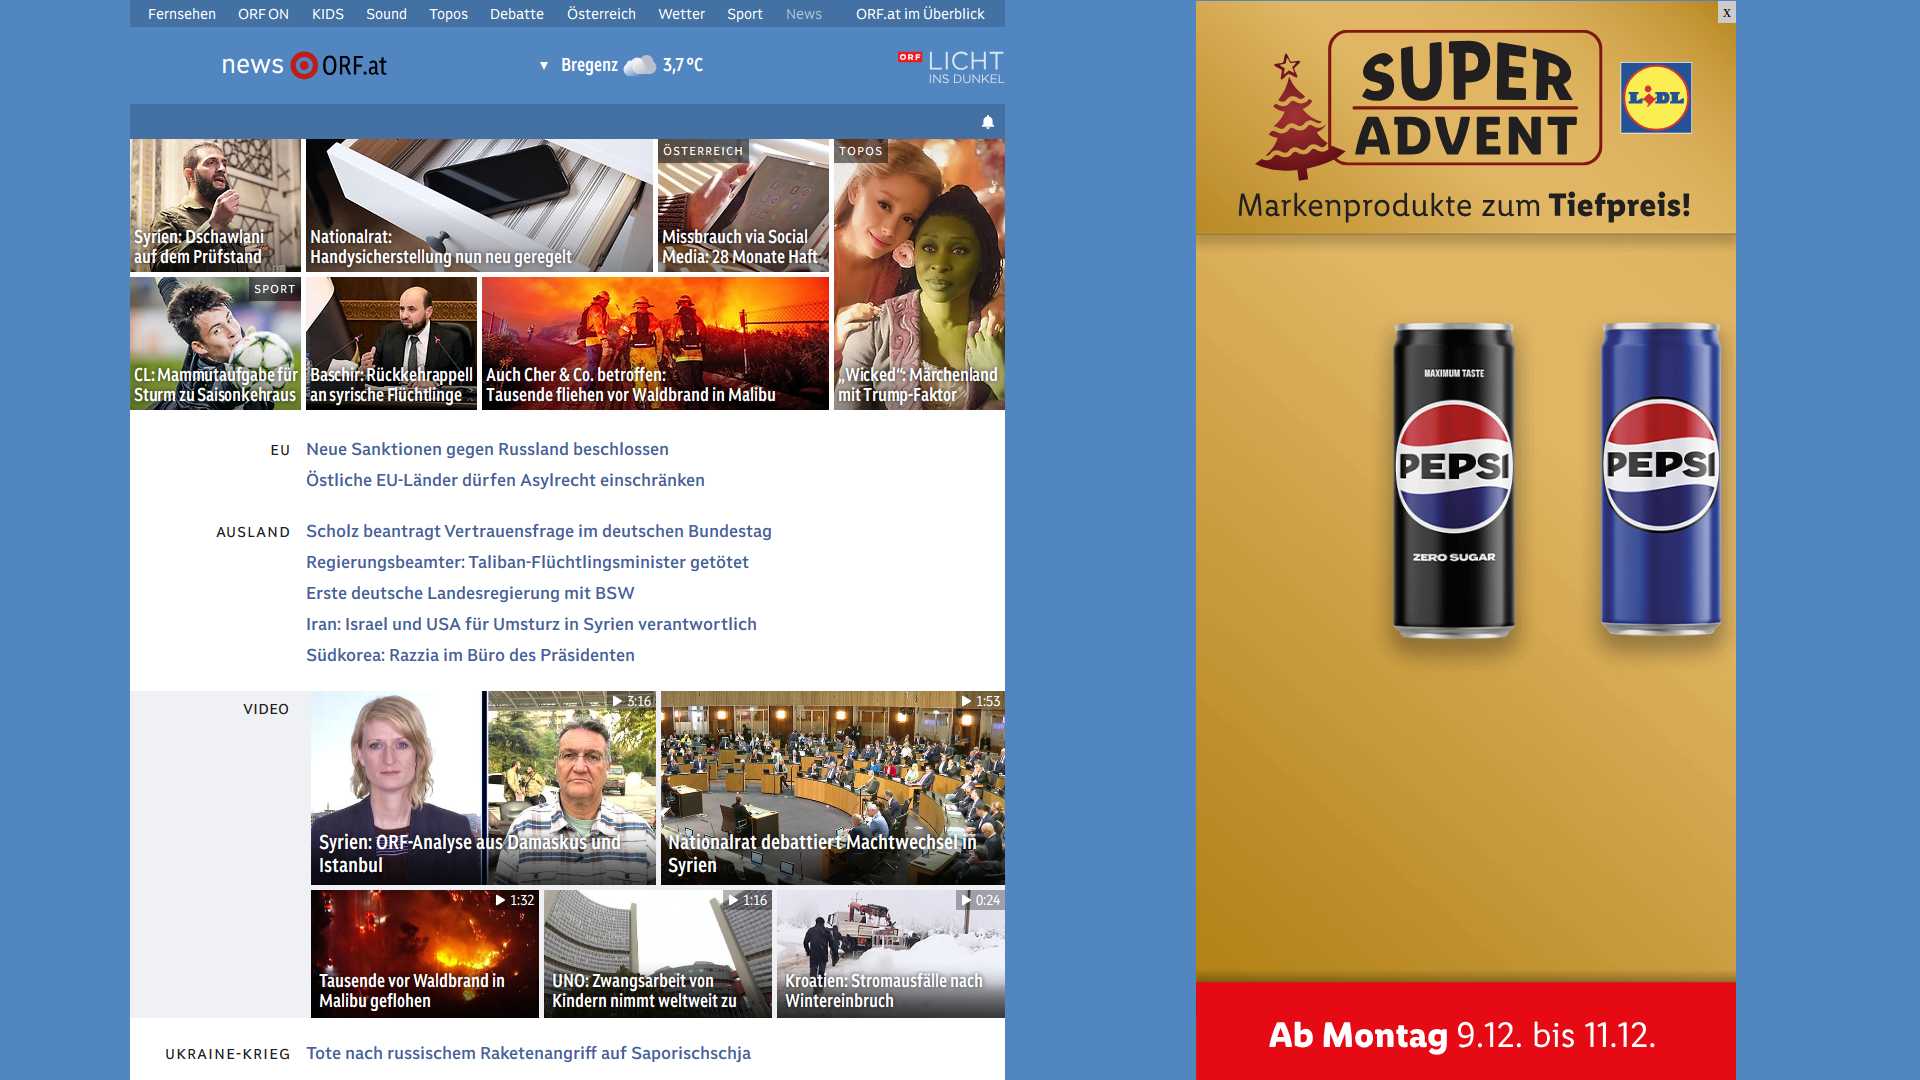 Fernsehen
ORF ON
KIDS
Sound
Topos
Debatte
Österreich
Wetter
Sport
News
ORF.at im Überblick
news ORF.at
Bregenz
3,7 °C
ORF LICHT
INS DUNKEL
Syrien: Dschawlani
auf dem Prüfstand
Nationalrat:
Handysicherstellung nun neu geregelt
ÖSTERREICH
Missbrauch via Social
Media: 28 Monate Haft
TOPOS
„Wicked“: Märchenland
mit Trump-Faktor
SPORT
CL: Mammutaufgabe für
Sturm zu Saisonkehraus
Baschir: Rückkehrappell
an syrische Flüchtlinge
Auch Cher & Co. betroffen:
Tausende fliehen vor Waldbrand in Malibu
EU
Neue Sanktionen gegen Russland beschlossen
Östliche EU-Länder dürfen Asylrecht einschränken
AUSLAND
Scholz beantragt Vertrauensfrage im deutschen Bundestag
Regierungsbeamter: Taliban-Flüchtlingsminister getötet
Erste deutsche Landesregierung mit BSW
Iran: Israel und USA für Umsturz in Syrien verantwortlich
Südkorea: Razzia im Büro des Präsidenten
VIDEO
3:16
Syrien: ORF-Analyse aus Damaskus und
Istanbul
1:53
Nationalrat debattiert Machtwechsel in
Syrien
1:32
Tausende vor Waldbrand in
Malibu geflohen
1:16
UNO: Zwangsarbeit von
Kindern nimmt weltweit zu
0:24
Kroatien: Stromausfälle nach
Wintereinbruch
UKRAINE-KRIEG
Tote nach russischem Raketenangriff auf Saporischschja
x
SUPER
ADVENT
LIDL
Markenprodukte zum Tiefpreis!
MAXIMUM TASTE
PEPSI
ZERO SUGAR
PEPSI
Ab Montag 9.12. bis 11.12.